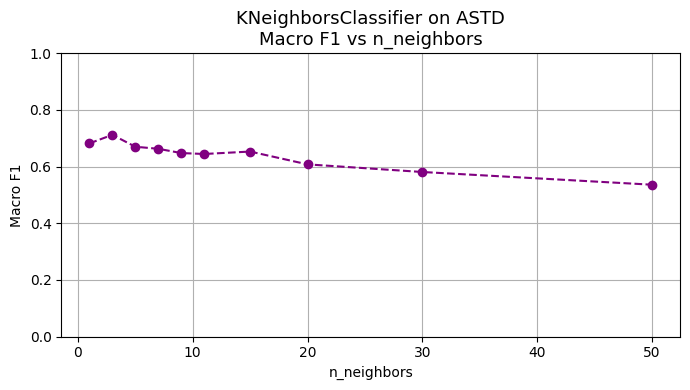 KNeighborsClassifier on ASTD
Macro F1 vs n_neighbors
1.0
0.8
0.6
0.4
0.2
0.0
Macro F1
0 10 20 30 40 50
n_neighbors